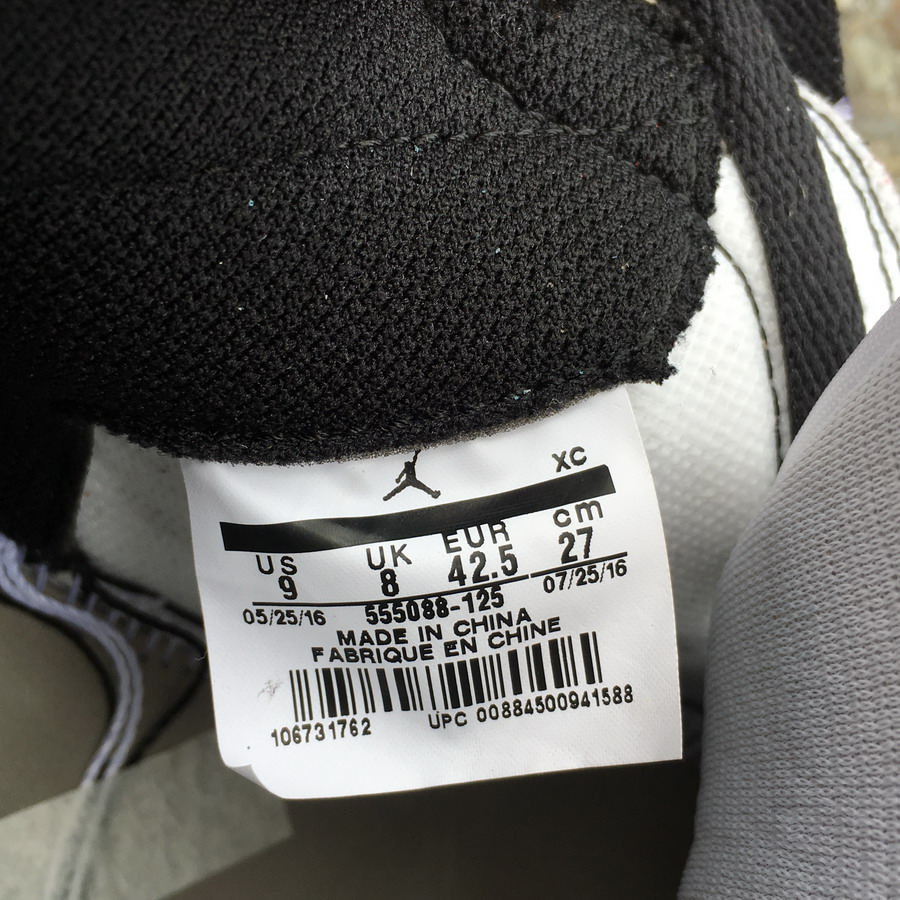 XC
US UK EUR cm
9 8 42.5 27
05/25/16 555088-125 07/25/16
MADE IN CHINA
FABRIQUE EN CHINE
106731762 UPC 00884500941588